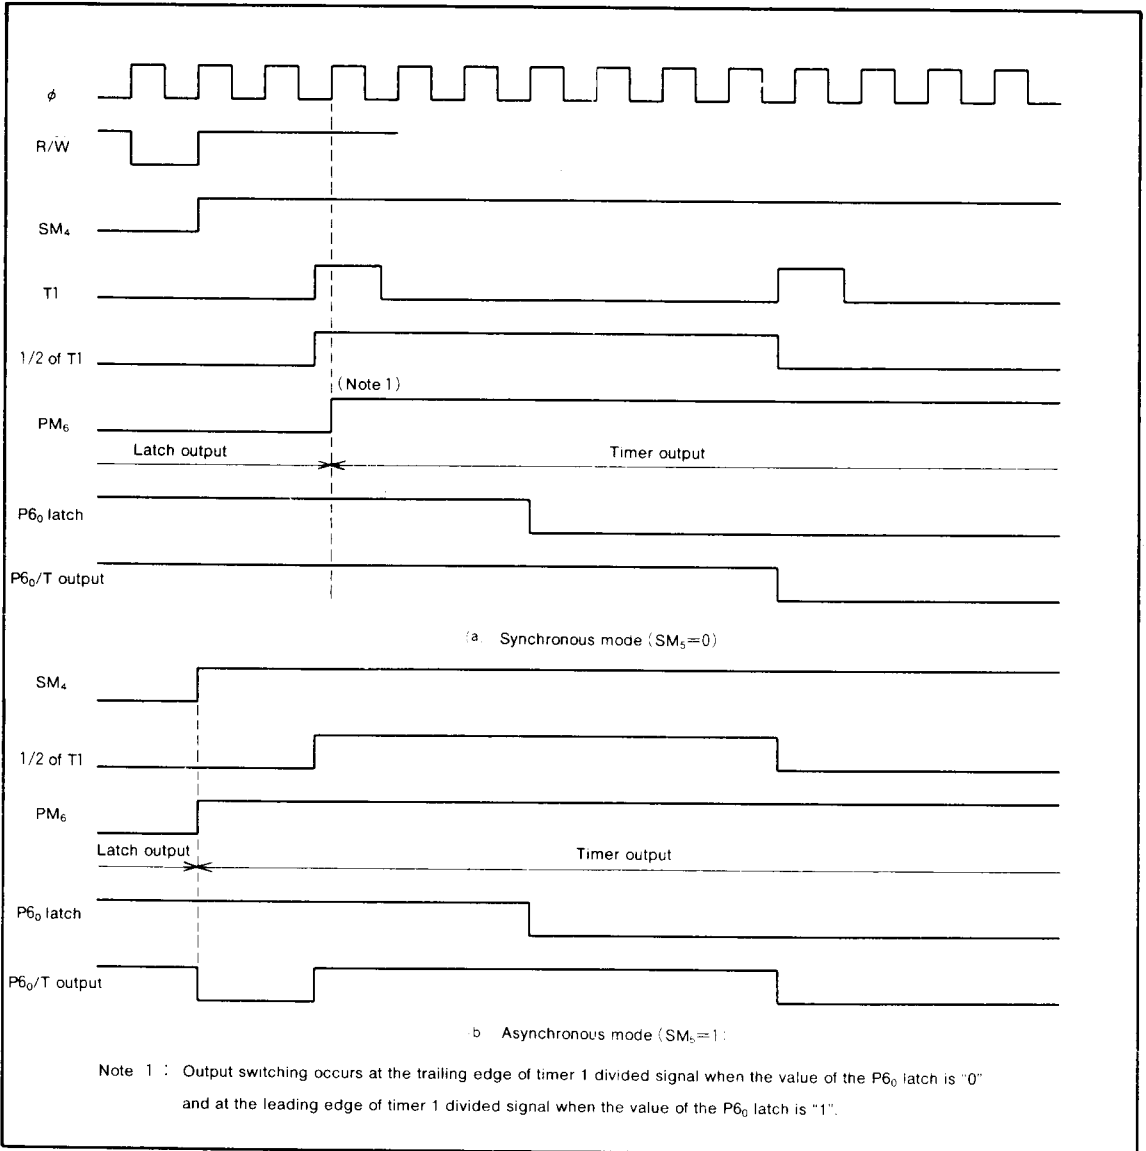 φ
R/W̅
SM₄
T1
1/2 of T1
(Note 1)
PM₆
Latch output
Timer output
P6₀ latch
P6₀/T output
(a Synchronous mode (SM₅=0)
SM₄
1/2 of T1
PM₆
Latch output
Timer output
P6₀ latch
P6₀/T output
b Asynchronous mode (SM₅=1:
Note 1 : Output switching occurs at the trailing edge of timer 1 divided signal when the value of the P6₀ latch is "0"
and at the leading edge of timer 1 divided signal when the value of the P6₀ latch is "1".